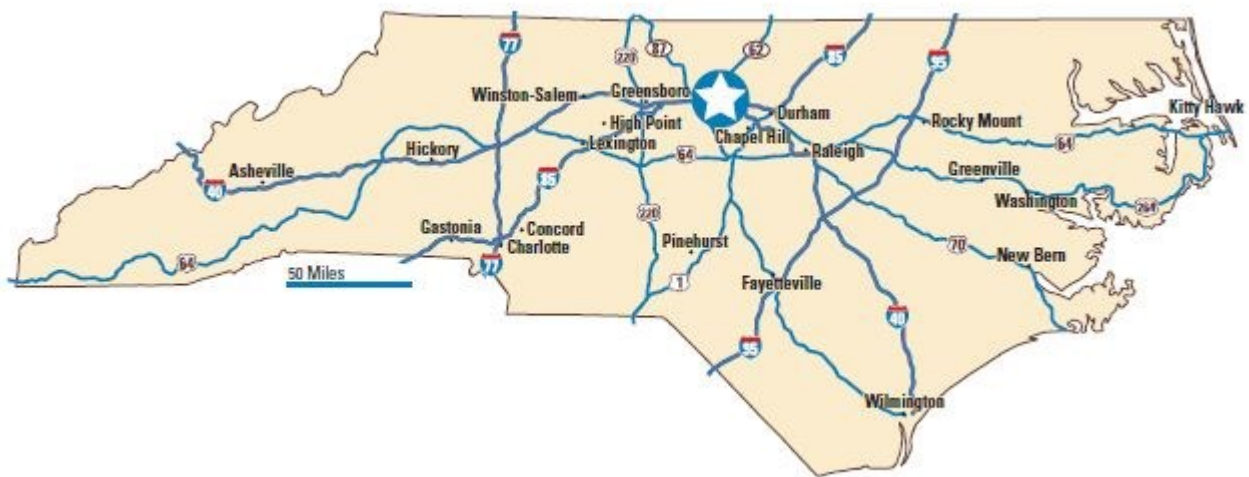 77
220
87
62
85
95
Winston-Salem
Greensboro
Durham
Kitty Hawk
High Point
Chapel Hill
Rocky Mount
Lexington
Raleigh
64
64
Hickory
Asheville
40
85
Greenville
Washington
264
220
Gastonia
Concord
Charlotte
Pinehurst
70
New Bern
64
77
50 Miles
1
Fayetteville
40
95
Wilmington